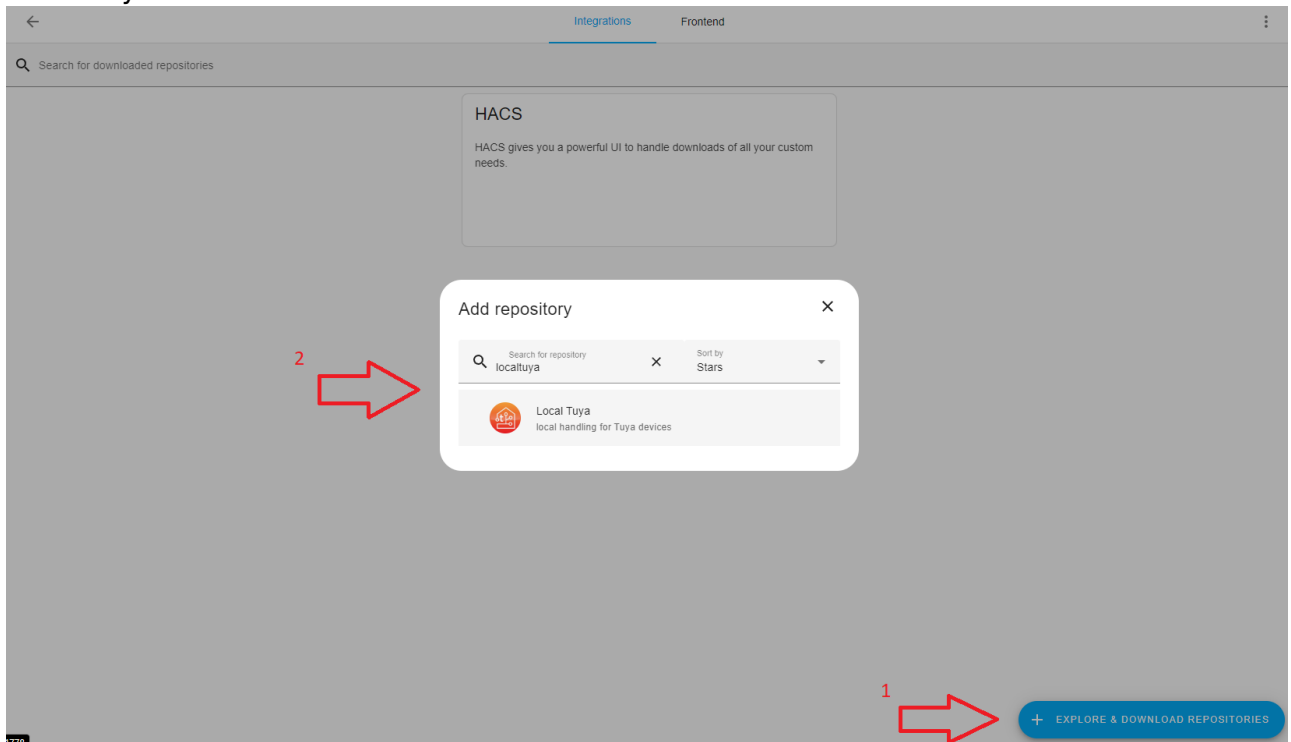 Integrations Frontend
Search for downloaded repositories
HACS
HACS gives you a powerful UI to handle downloads of all your custom
needs.
Add repository
2
Search for repository Sort by
localtuya Stars
Local Tuya
local handling for Tuya devices
1
EXPLORE & DOWNLOAD REPOSITORIES